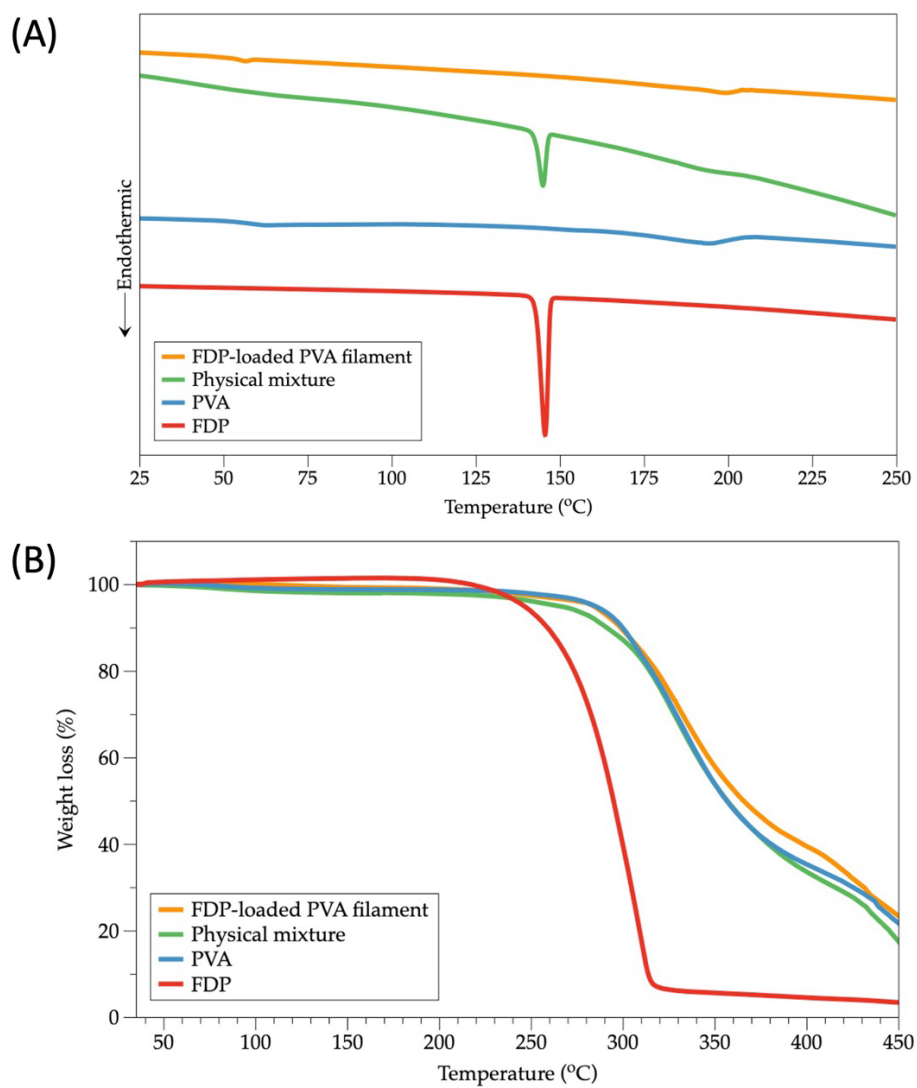 (A)
Endothermic
FDP-loaded PVA filament
Physical mixture
PVA
FDP
25 50 75 100 125 150 175 200 225 250
Temperature (°C)
(B)
100
80
60
40
20
0
Weight loss (%)
FDP-loaded PVA filament
Physical mixture
PVA
FDP
50 100 150 200 250 300 350 400 450
Temperature (°C)